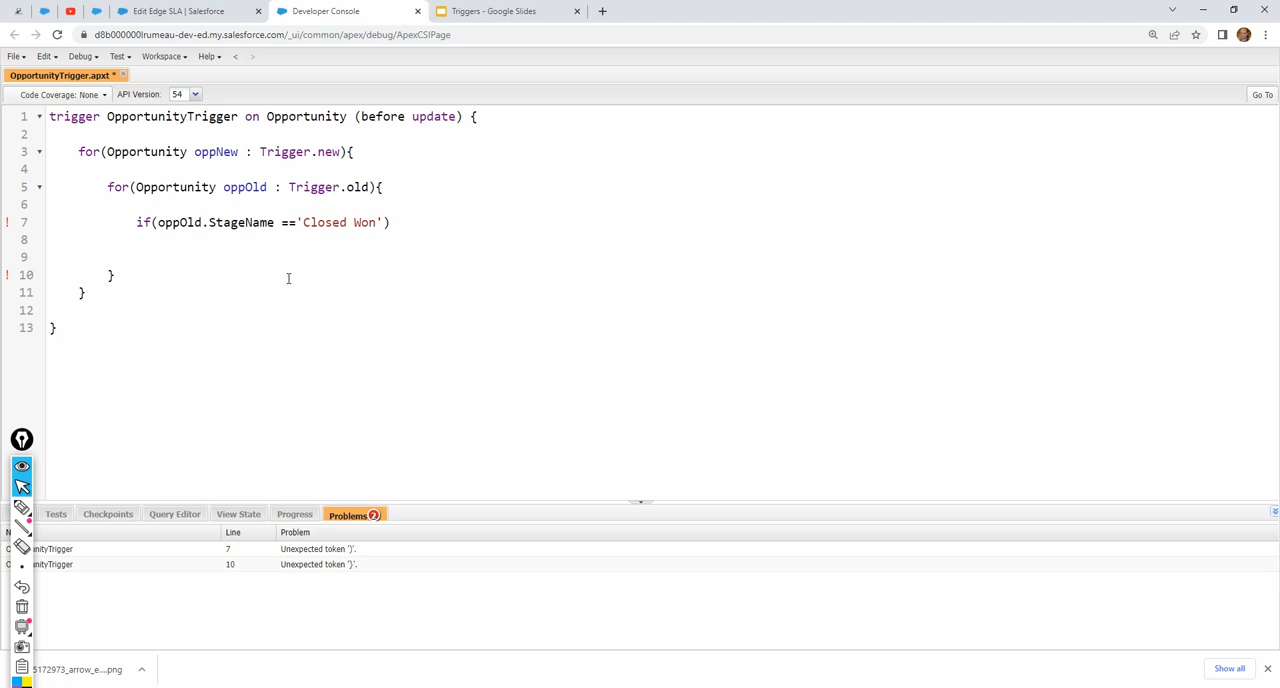 Edit Edge SLA | Salesforce
Developer Console
Triggers - Google Slides
d8b000000lrumeau-dev-ed.my.salesforce.com/_ui/common/apex/debug/ApexCSIPage
File Edit Debug Test Workspace Help < >
OpportunityTrigger.apxt *
Code Coverage: None API Version: 54 Go To
1 trigger OpportunityTrigger on Opportunity (before update) {
2
3 for(Opportunity oppNew : Trigger.new){
4
5 for(Opportunity oppOld : Trigger.old){
6
! 7 if(oppOld.StageName =='Closed Won')
8
9
! 10 }
11 }
12
13 }
Tests Checkpoints Query Editor View State Progress Problems 2
N Line Problem
O unityTrigger 7 Unexpected token ')'.
O unityTrigger 10 Unexpected token '}'.
5172973_arrow_e....png Show all